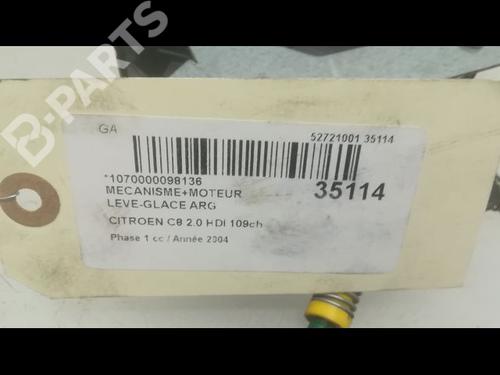 B-PARTS
GA
52721001 35114
*1070000098136
MECANISME+MOTEUR
35114
LEVE-GLACE ARG
CITROEN C8 2.0 HDI 109ch
Phase 1 cc / Année 2004